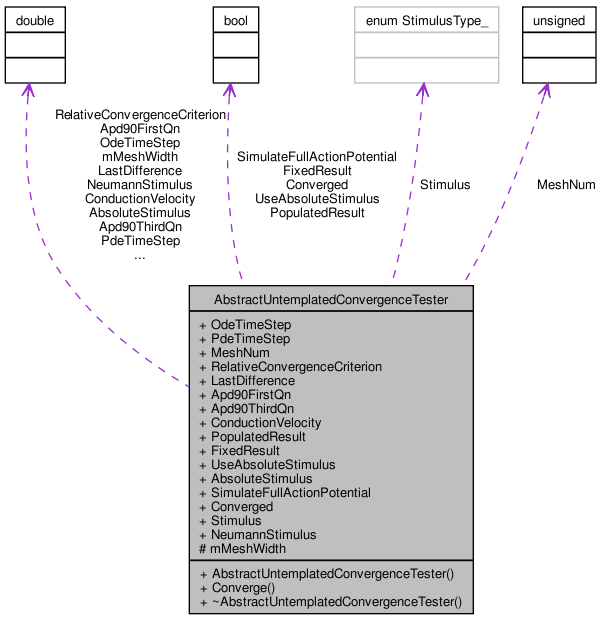 double
bool
enum StimulusType_
unsigned
RelativeConvergenceCriterion
Apd90FirstQn
OdeTimeStep
mMeshWidth
LastDifference
NeumannStimulus
ConductionVelocity
AbsoluteStimulus
Apd90ThirdQn
PdeTimeStep
...
SimulateFullActionPotential
FixedResult
Converged
UseAbsoluteStimulus
PopulatedResult
Stimulus
MeshNum
AbstractUntemplatedConvergenceTester
+ OdeTimeStep
+ PdeTimeStep
+ MeshNum
+ RelativeConvergenceCriterion
+ LastDifference
+ Apd90FirstQn
+ Apd90ThirdQn
+ ConductionVelocity
+ PopulatedResult
+ FixedResult
+ UseAbsoluteStimulus
+ AbsoluteStimulus
+ SimulateFullActionPotential
+ Converged
+ Stimulus
+ NeumannStimulus
# mMeshWidth
+ AbstractUntemplatedConvergenceTester()
+ Converge()
+ ~AbstractUntemplatedConvergenceTester()